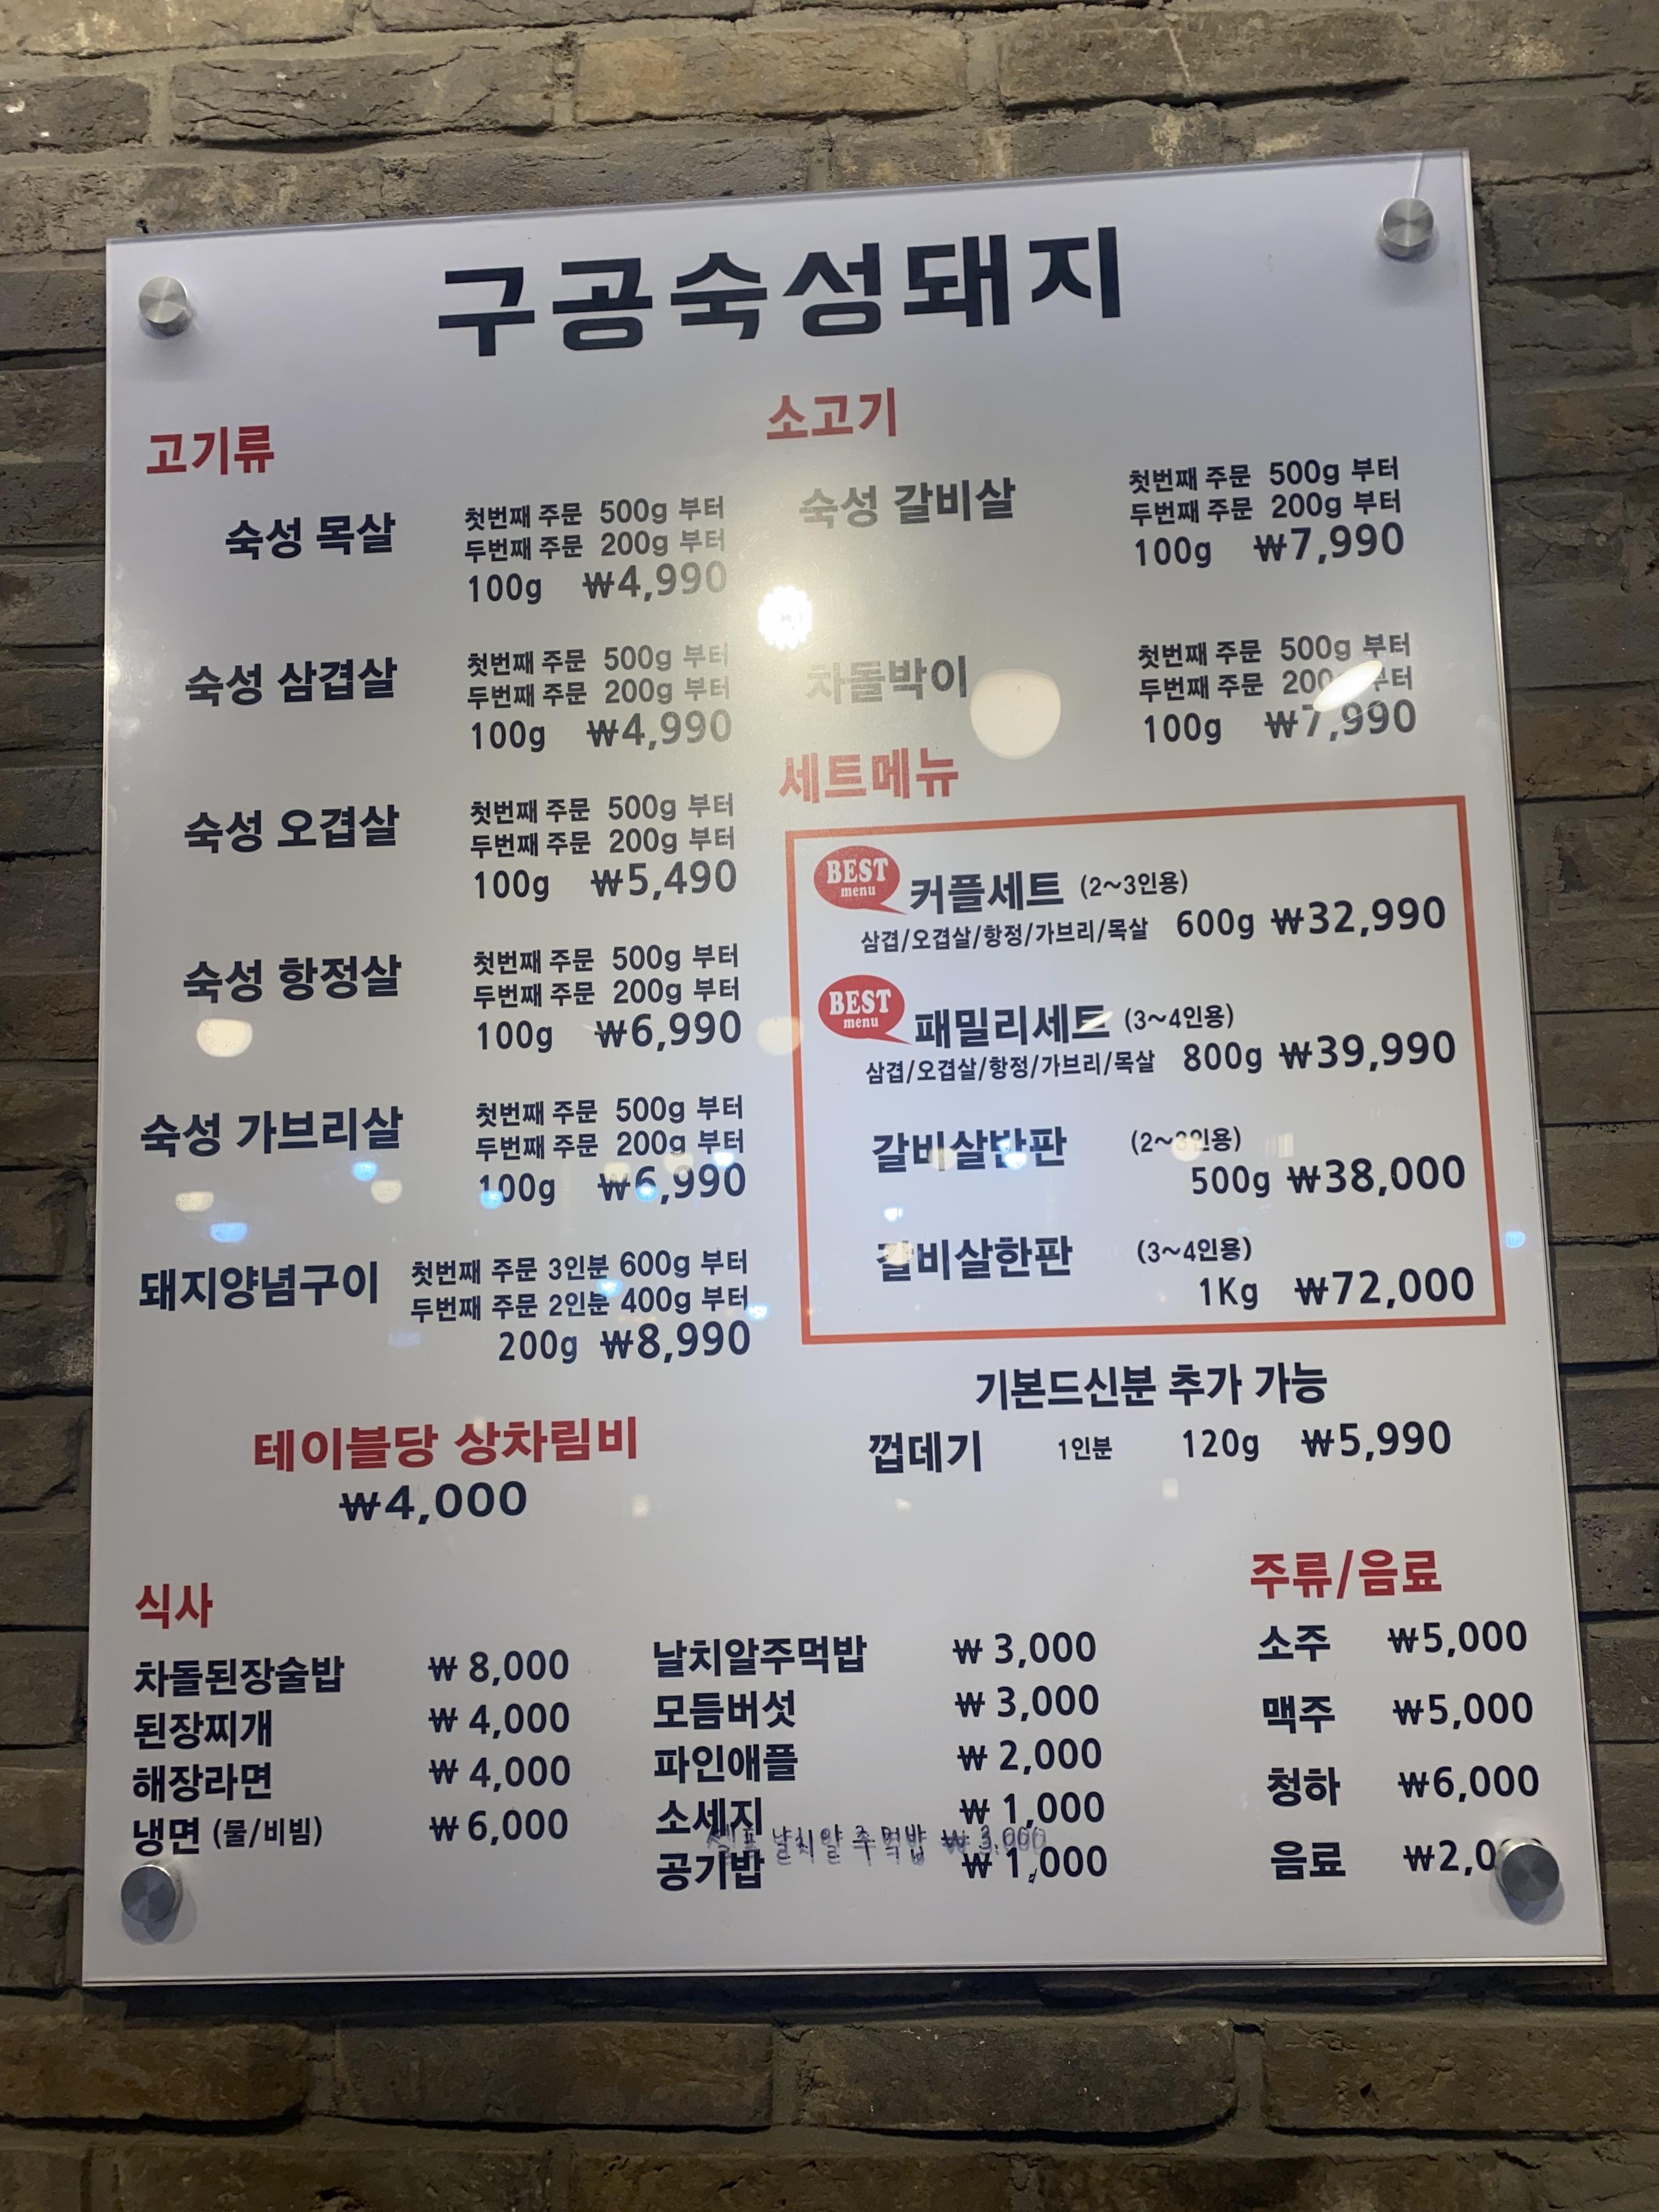 구공숙성돼지
고기류
숙성 목살
첫번째 주문 500g 부터
두번째 주문 200g 부터
100g ₩4,990
숙성 삼겹살
첫번째 주문 500g 부터
두번째 주문 200g 부터
100g ₩4,990
숙성 오겹살
첫번째 주문 500g 부터
두번째 주문 200g 부터
100g ₩5,490
숙성 항정살
첫번째 주문 500g 부터
두번째 주문 200g 부터
100g ₩6,990
숙성 가브리살
첫번째 주문 500g 부터
두번째 주문 200g 부터
100g ₩6,990
돼지양념구이
첫번째 주문 3인분 600g 부터
두번째 주문 2인분 400g 부터
200g ₩8,990
테이블당 상차림비
₩4,000
소고기
숙성 갈비살
첫번째 주문 500g 부터
두번째 주문 200g 부터
100g ₩7,990
차돌박이
첫번째 주문 500g 부터
두번째 주문 200g 부터
100g ₩7,990
세트메뉴
BEST
menu
커플세트 (2~3인용)
삼겹/오겹살/항정/가브리/목살 600g ₩32,990
BEST
menu
패밀리세트 (3~4인용)
삼겹/오겹살/항정/가브리/목살 800g ₩39,990
갈비살반판 (2~3인용)
500g ₩38,000
갈비살한판 (3~4인용)
1Kg ₩72,000
기본드신분 추가 가능
껍데기 1인분 120g ₩5,990
식사
차돌된장술밥 ₩ 8,000
된장찌개 ₩ 4,000
해장라면 ₩ 4,000
냉면 (물/비빔) ₩ 6,000
날치알주먹밥 ₩ 3,000
모듬버섯 ₩ 3,000
파인애플 ₩ 2,000
소세지 ₩ 1,000
셀프 날치알 주먹밥 ₩ 3,000
공기밥 ₩ 1,000
주류/음료
소주 ₩5,000
맥주 ₩5,000
청하 ₩6,000
음료